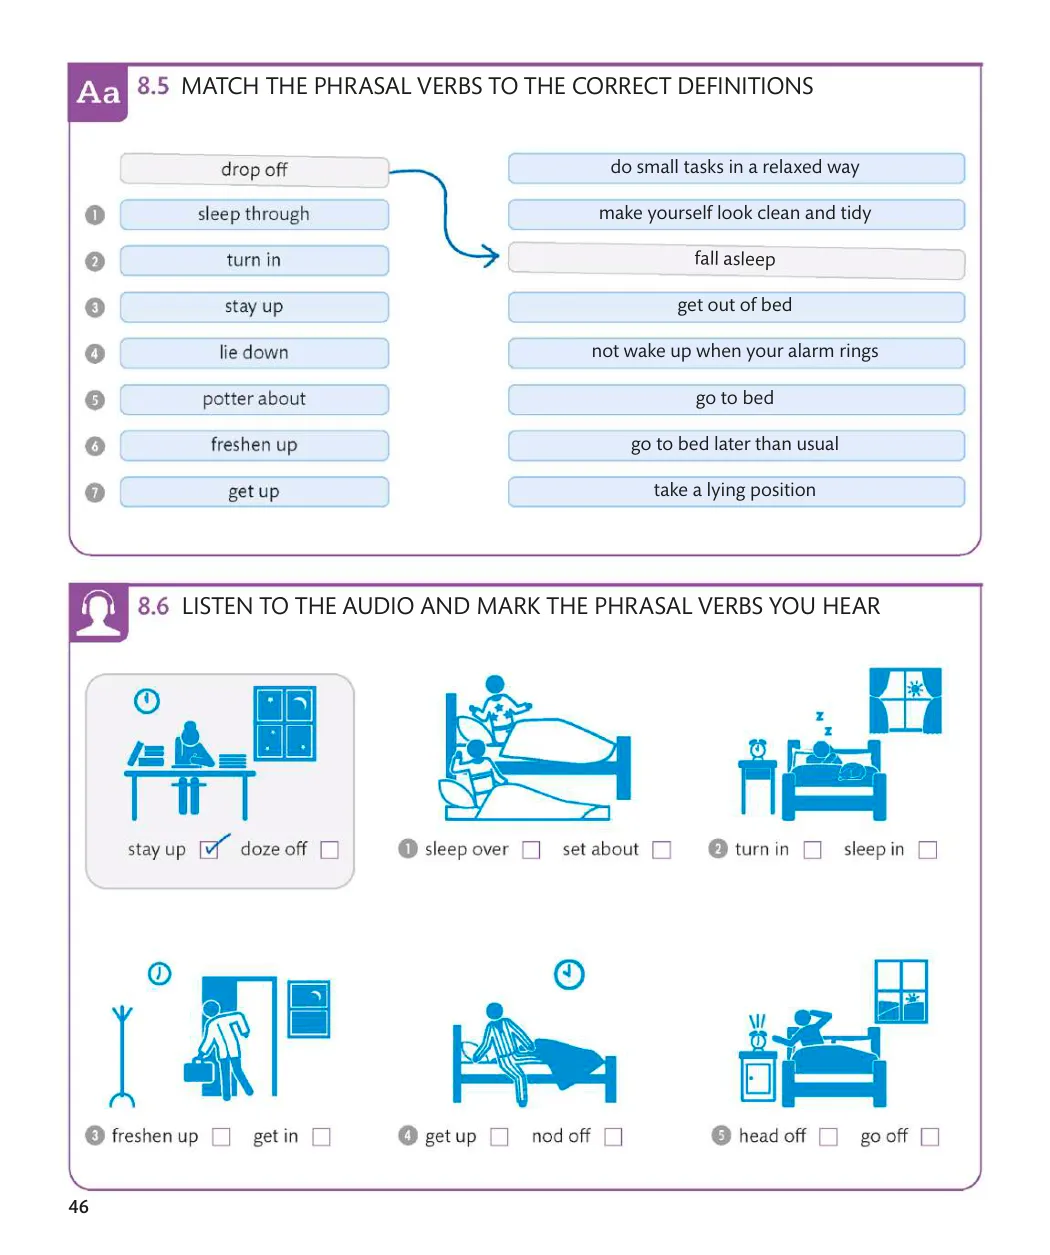 Aa 8.5 MATCH THE PHRASAL VERBS TO THE CORRECT DEFINITIONS
drop off
do small tasks in a relaxed way
1 sleep through
make yourself look clean and tidy
2 turn in
fall asleep
3 stay up
get out of bed
4 lie down
not wake up when your alarm rings
5 potter about
go to bed
6 freshen up
go to bed later than usual
7 get up
take a lying position
8.6 LISTEN TO THE AUDIO AND MARK THE PHRASAL VERBS YOU HEAR
z
z
stay up doze off
1 sleep over set about
2 turn in sleep in
3 freshen up get in
4 get up nod off
5 head off go off
46